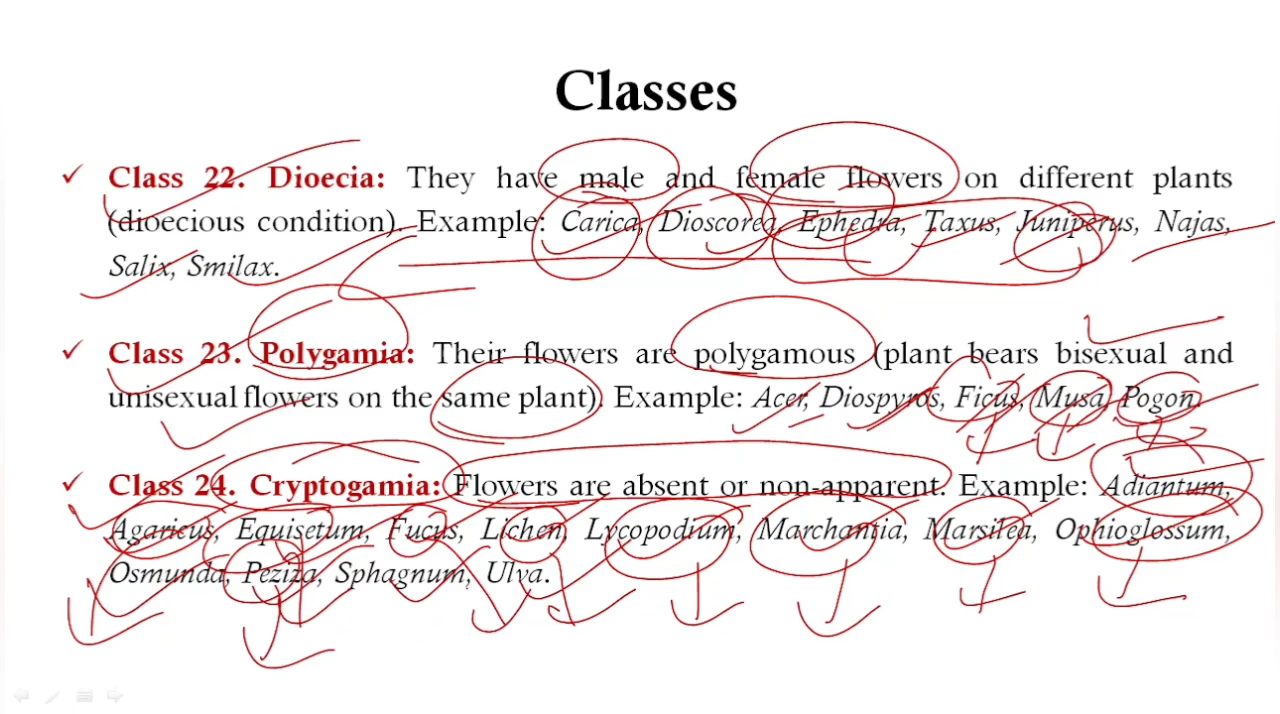 Classes
✓ Class 22. Dioecia: They have male and female flowers on different plants
(dioecious condition). Example: Carica, Dioscorea, Ephedra, Taxus, Juniperus, Najas,
Salix, Smilax.
✓ Class 23. Polygamia: Their flowers are polygamous (plant bears bisexual and
unisexual flowers on the same plant). Example: Acer, Diospyros, Ficus, Musa, Pogon.
✓ Class 24. Cryptogamia: Flowers are absent or non-apparent. Example: Adiantum,
Agaricus, Equisetum, Fucus, Lichen, Lycopodium, Marchantia, Marsilea, Ophioglossum,
Osmunda, Peziza, Sphagnum, Ulva.